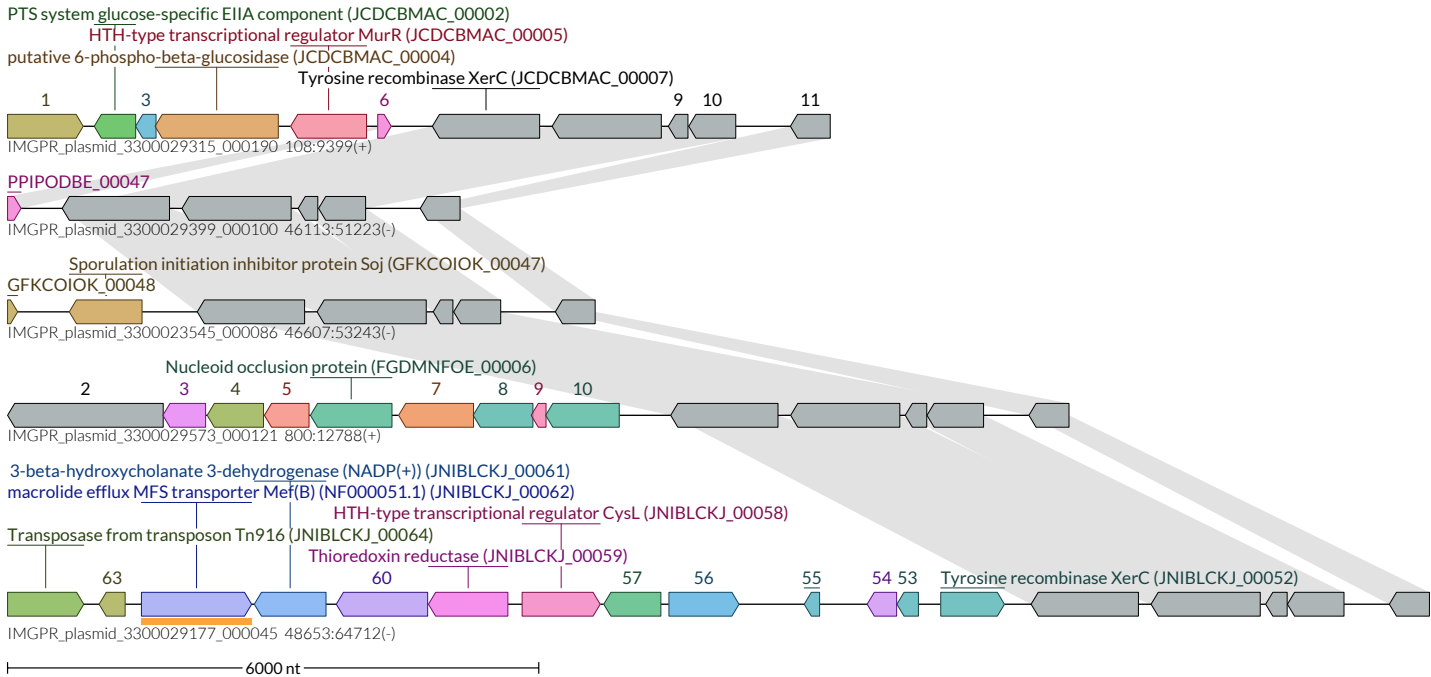 PTS system glucose-specific EIIA component (JCDCBMAC_00002)
HTH-type transcriptional regulator MurR (JCDCBMAC_00005)
putative 6-phospho-beta-glucosidase (JCDCBMAC_00004)
Tyrosine recombinase XerC (JCDCBMAC_00007)
1 3 6 9 10 11
IMGPR_plasmid_3300029315_000190 108:9399(+)
PPIPODBE_00047
IMGPR_plasmid_3300029399_000100 46113:51223(-)
Sporulation initiation inhibitor protein Soj (GFKCOIOK_00047)
GFKCOIOK_00048
IMGPR_plasmid_3300023545_000086 46607:53243(-)
Nucleoid occlusion protein (FGDMNFOE_00006)
2 3 4 5 7 8 9 10
IMGPR_plasmid_3300029573_000121 800:12788(+)
3-beta-hydroxycholanate 3-dehydrogenase (NADP(+)) (JNIBLCKJ_00061)
macrolide efflux MFS transporter Mef(B) (NF000051.1) (JNIBLCKJ_00062)
HTH-type transcriptional regulator CysL (JNIBLCKJ_00058)
Transposase from transposon Tn916 (JNIBLCKJ_00064)
Thioredoxin reductase (JNIBLCKJ_00059)
63 60 57 56 55 54 53 Tyrosine recombinase XerC (JNIBLCKJ_00052)
IMGPR_plasmid_3300029177_000045 48653:64712(-)
6000 nt